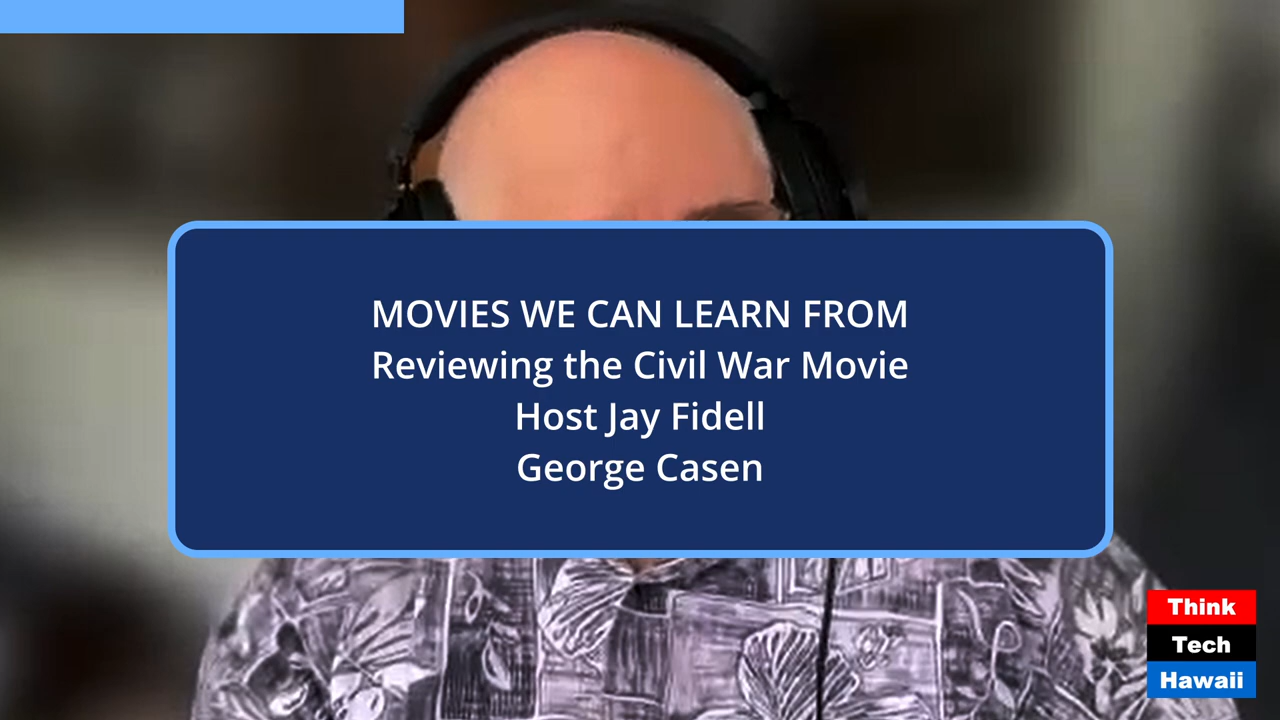 MOVIES WE CAN LEARN FROM
Reviewing the Civil War Movie
Host Jay Fidell
George Casen
Think
Tech
Hawaii